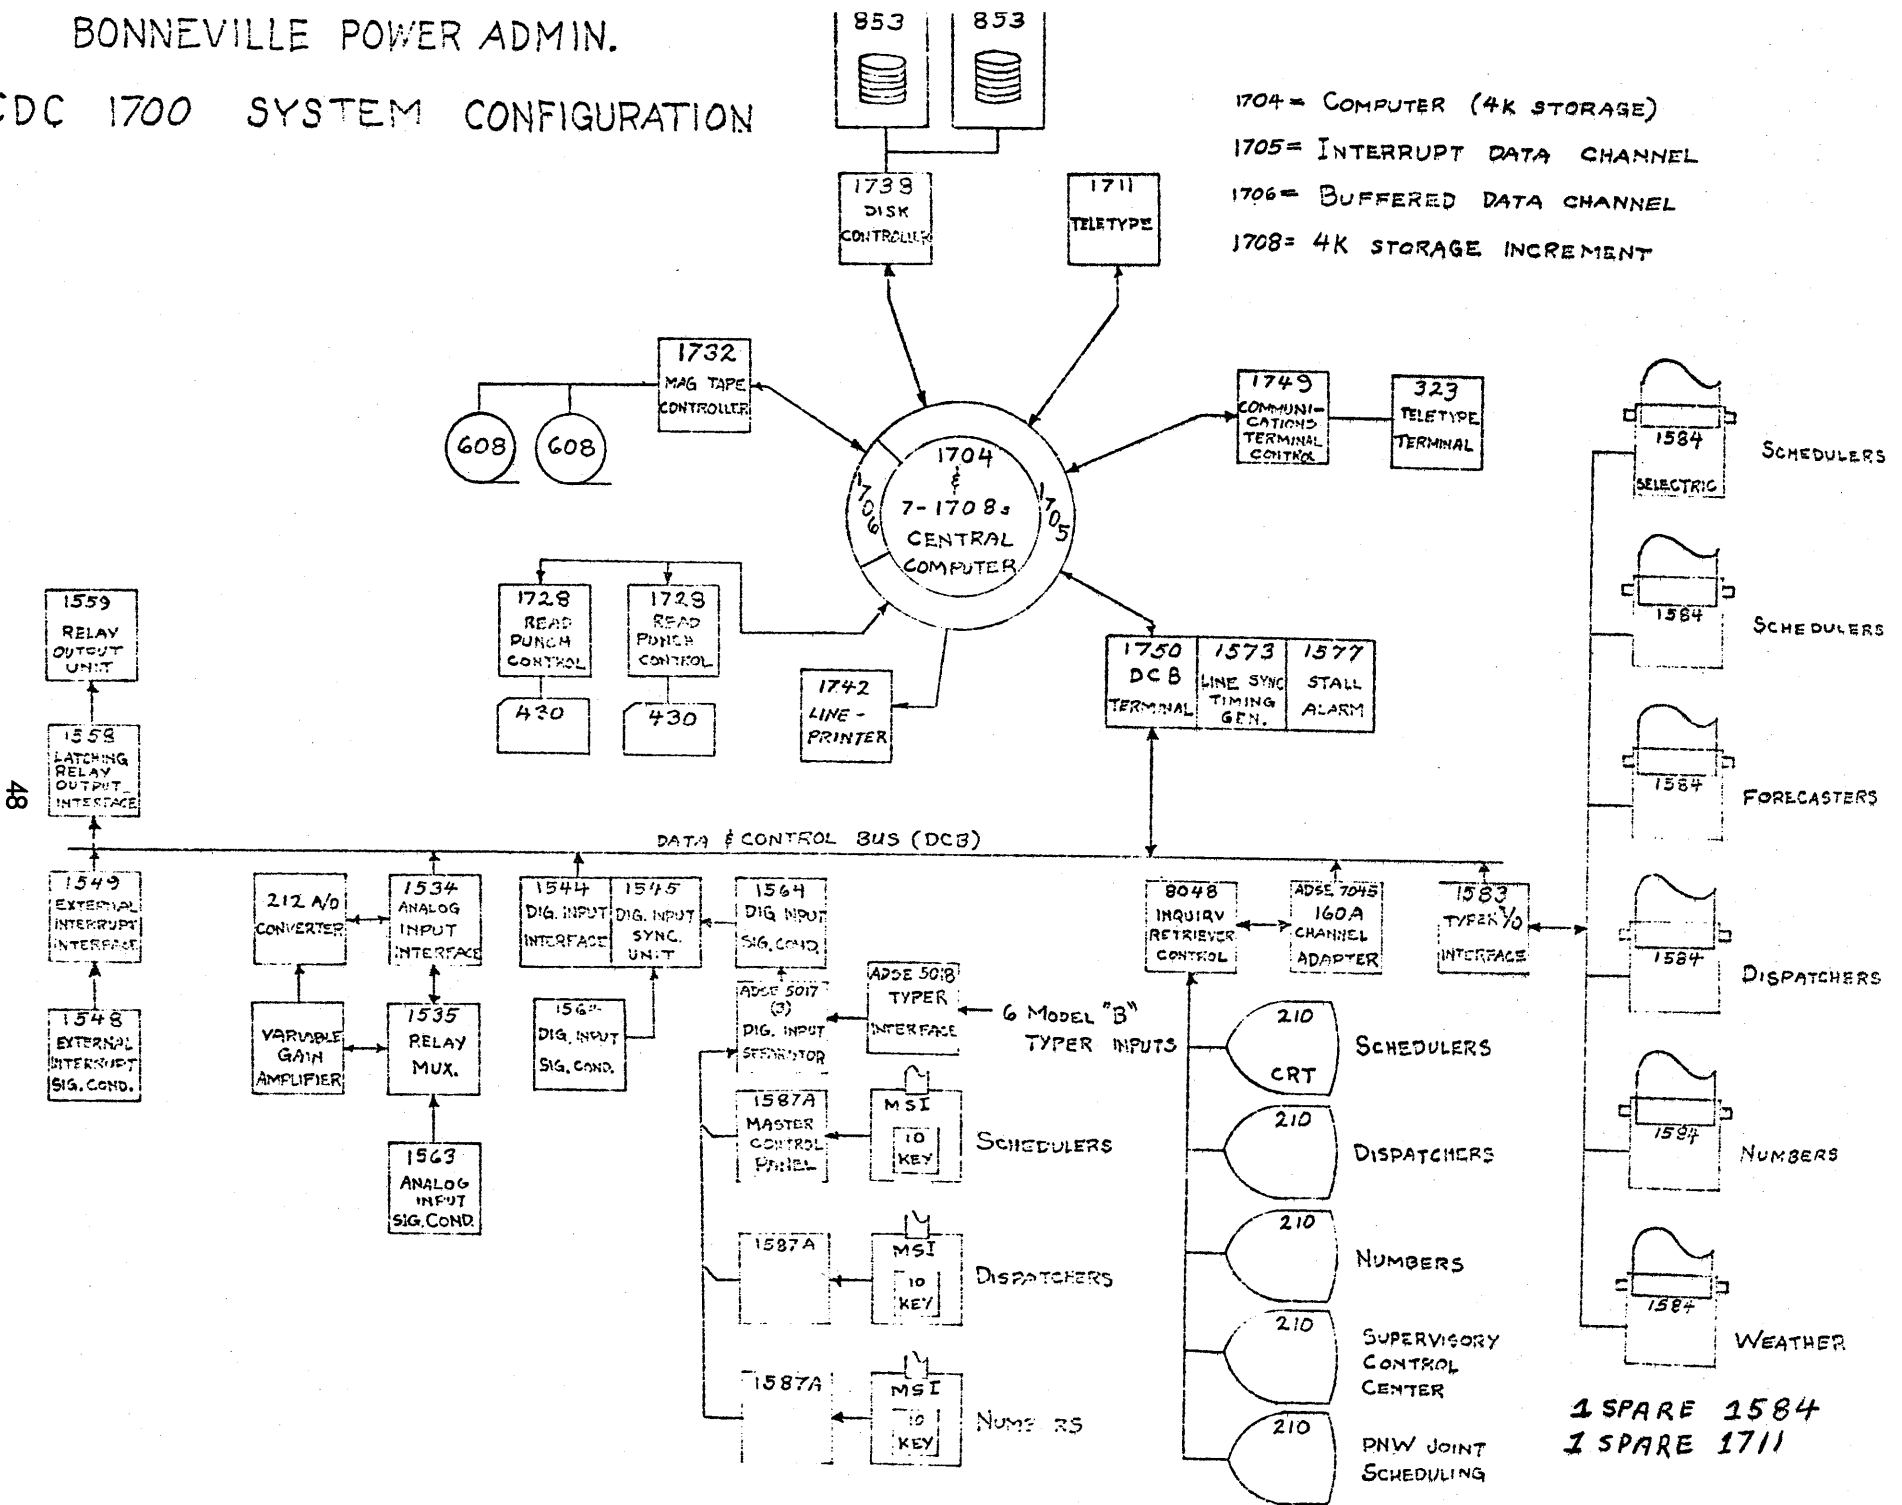 BONNEVILLE POWER ADMIN.
CDC 1700 SYSTEM CONFIGURATION
853
853
1704 = COMPUTER (4K STORAGE)
1705 = INTERRUPT DATA CHANNEL
1706 = BUFFERED DATA CHANNEL
1708 = 4K STORAGE INCREMENT
1738
DISK
CONTROLLER
1711
TELETYPE
1732
MAG TAPE
CONTROLLER
608
608
1749
COMMUNI-
CATIONS
TERMINAL
CONTROL
323
TELETYPE
TERMINAL
1704
&
7-1708s
CENTRAL
COMPUTER
1706
1705
1728
READ
PUNCH
CONTROL
1728
READ
PUNCH
CONTROL
430
430
1742
LINE-
PRINTER
1750
DCB
TERMINAL
1573
LINE SYNC
TIMING
GEN.
1577
STALL
ALARM
1559
RELAY
OUTPUT
UNIT
1558
LATCHING
RELAY
OUTPUT
INTERFACE
48
DATA & CONTROL BUS (DCB)
1549
EXTERNAL
INTERRUPT
INTERFACE
1548
EXTERNAL
INTERRUPT
SIG. COND.
212 A/D
CONVERTER
1534
ANALOG
INPUT
INTERFACE
VARIABLE
GAIN
AMPLIFIER
1535
RELAY
MUX.
1563
ANALOG
INPUT
SIG. COND.
1544
DIG. INPUT
INTERFACE
1545
DIG. INPUT
SYNC.
UNIT
1564
DIG INPUT
SIG. COND.
DIG. INPUT
SIG. COND.
ADSE 5017
(3)
DIG. INPUT
SEPARATOR
ADSE 5018
TYPER
INTERFACE
6 MODEL "B"
TYPER INPUTS
1587A
MASTER
CONTROL
PANEL
MSI
10
KEY
SCHEDULERS
1587A
MSI
10
KEY
DISPATCHERS
1587A
MSI
10
KEY
NUMBERS
8048
INQUIRY
RETRIEVER
CONTROL
ADSE 7045
160A
CHANNEL
ADAPTER
1583
TYPER I/O
INTERFACE
210
CRT
SCHEDULERS
210
DISPATCHERS
210
NUMBERS
210
SUPERVISORY
CONTROL
CENTER
210
PNW JOINT
SCHEDULING
1584
SELECTRIC
SCHEDULERS
1584
SCHEDULERS
1584
FORECASTERS
1584
DISPATCHERS
1584
NUMBERS
1584
WEATHER
1 SPARE 1584
1 SPARE 1711